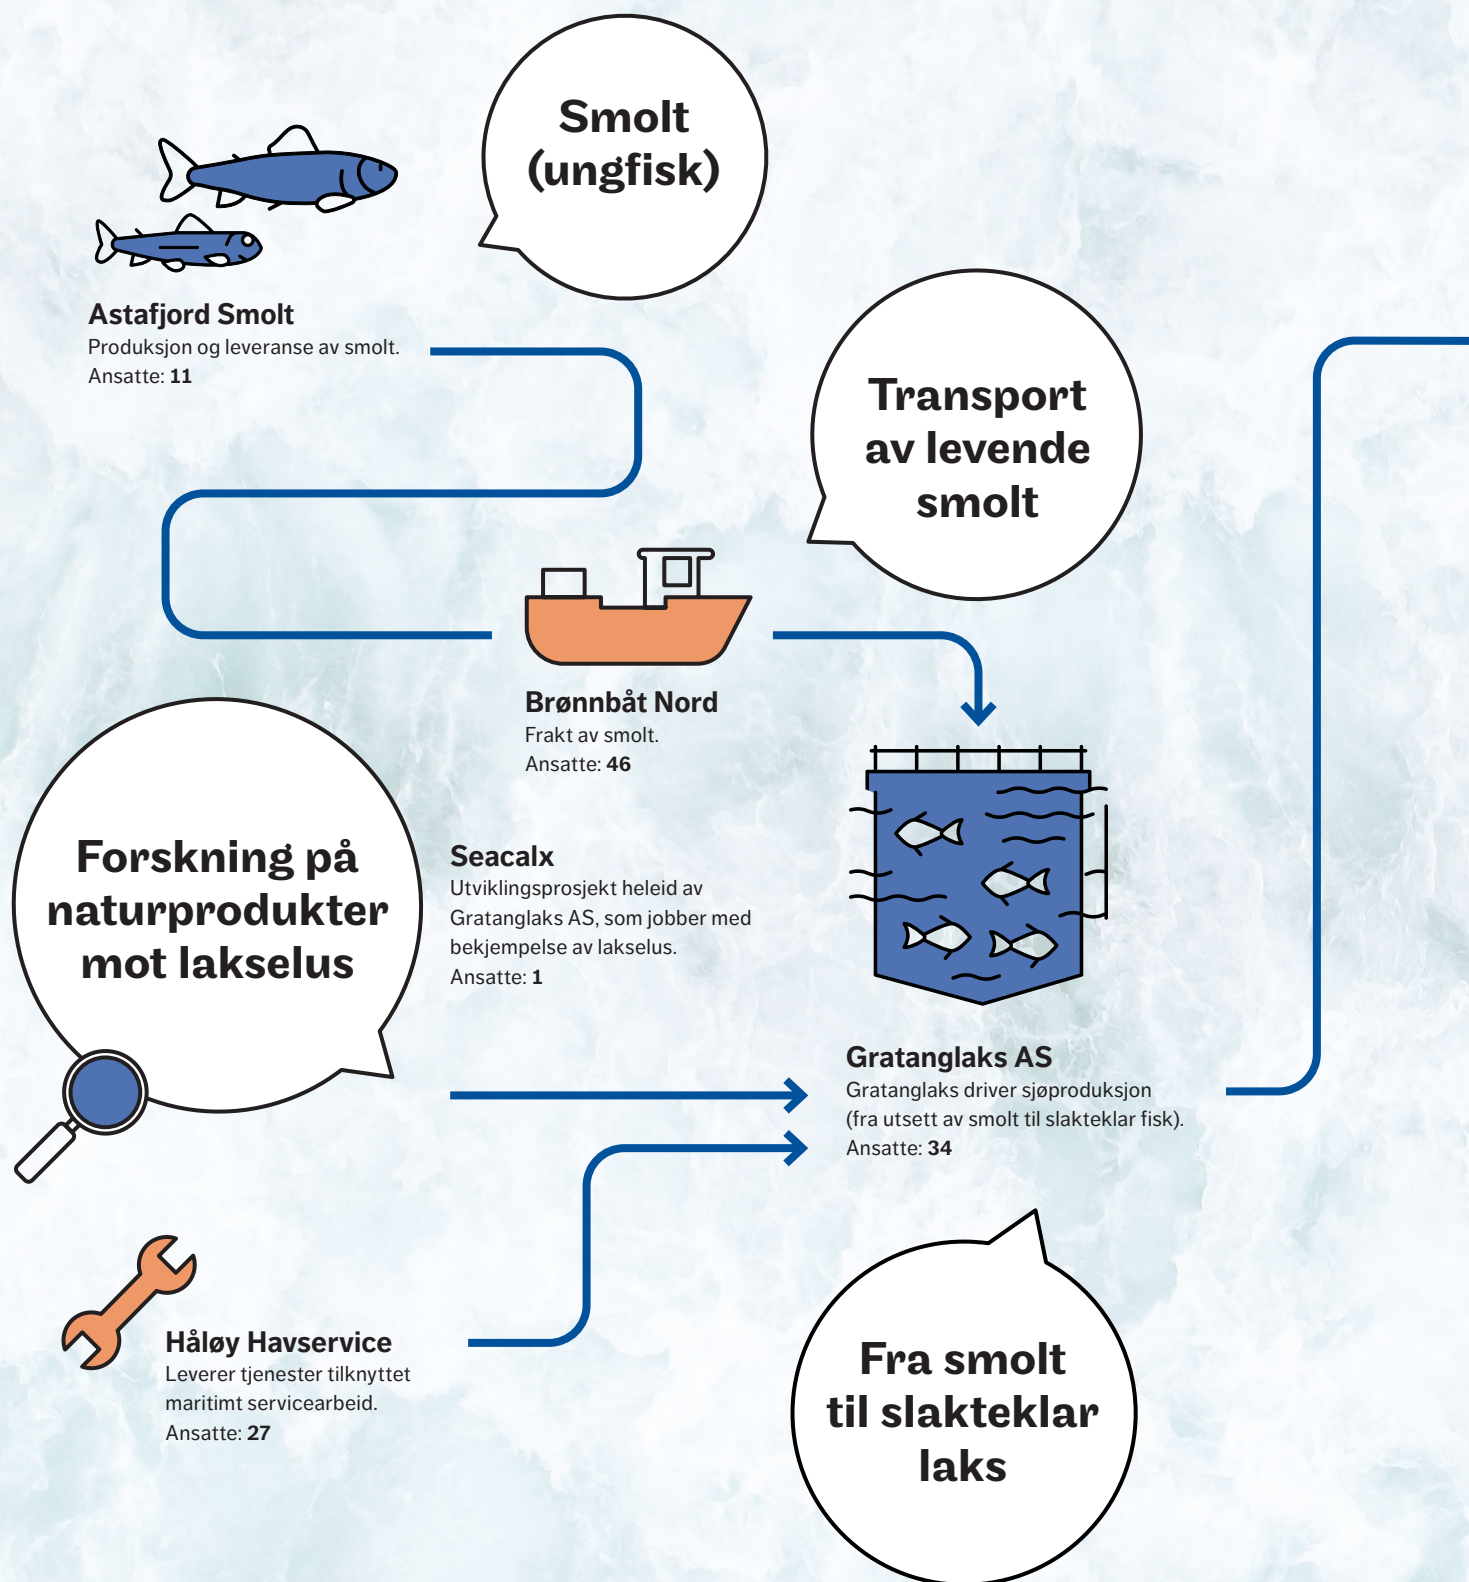 Smolt
(ungfisk)
Astafjord Smolt
Produksjon og leveranse av smolt.
Ansatte: 11
Transport
av levende
smolt
Brønnbåt Nord
Frakt av smolt.
Ansatte: 46
Forskning på
naturprodukter
mot lakselus
Seacalx
Utviklingsprosjekt heleid av
Gratanglaks AS, som jobber med
bekjempelse av lakselus.
Ansatte: 1
Gratanglaks AS
Gratanglaks driver sjøproduksjon
(fra utsett av smolt til slakteklar fisk).
Ansatte: 34
Håløy Havservice
Leverer tjenester tilknyttet
maritimt servicearbeid.
Ansatte: 27
Fra smolt
til slakteklar
laks